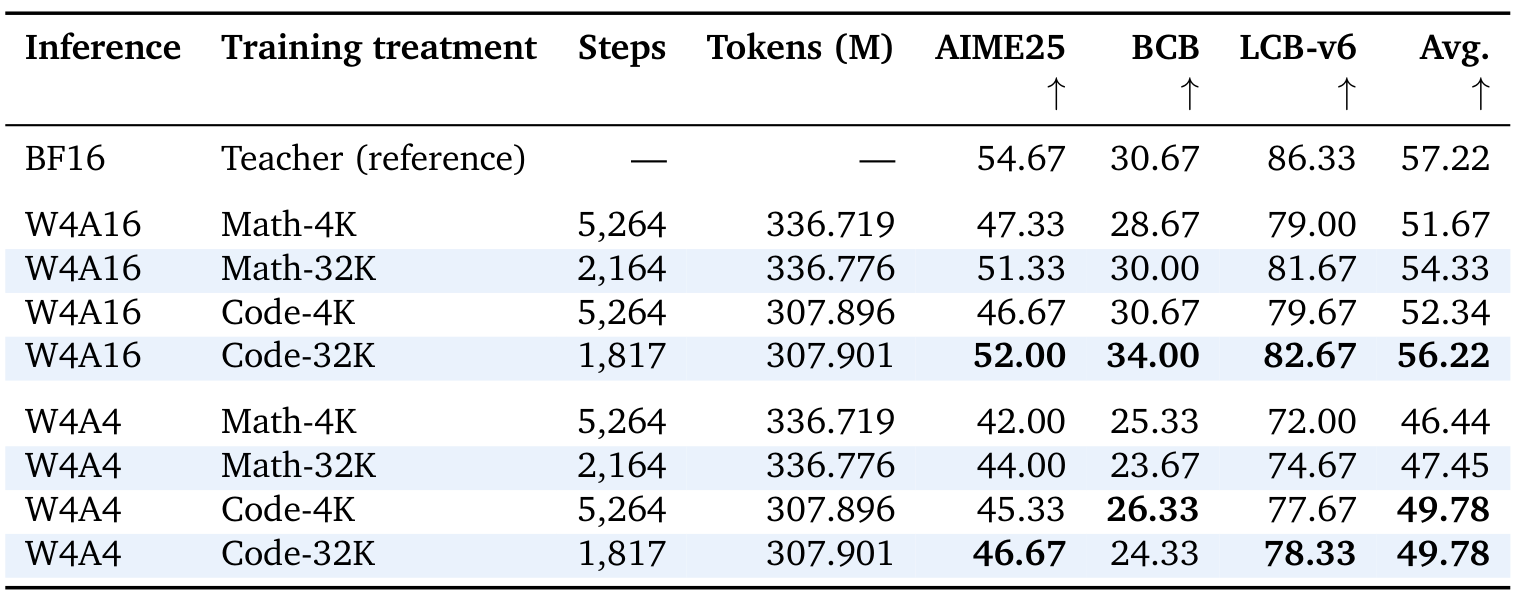 Inference Training treatment Steps Tokens (M) AIME25 BCB LCB-v6 Avg.
↑ ↑ ↑ ↑
BF16 Teacher (reference) — — 54.67 30.67 86.33 57.22
W4A16 Math-4K 5,264 336.719 47.33 28.67 79.00 51.67
W4A16 Math-32K 2,164 336.776 51.33 30.00 81.67 54.33
W4A16 Code-4K 5,264 307.896 46.67 30.67 79.67 52.34
W4A16 Code-32K 1,817 307.901 52.00 34.00 82.67 56.22
W4A4 Math-4K 5,264 336.719 42.00 25.33 72.00 46.44
W4A4 Math-32K 2,164 336.776 44.00 23.67 74.67 47.45
W4A4 Code-4K 5,264 307.896 45.33 26.33 77.67 49.78
W4A4 Code-32K 1,817 307.901 46.67 24.33 78.33 49.78